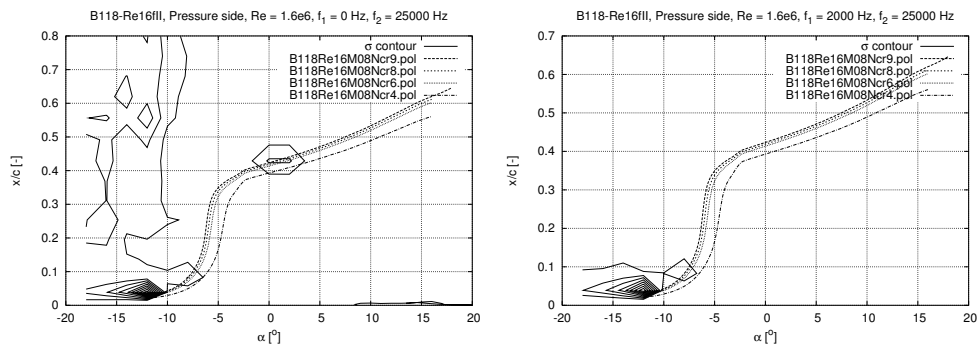 B118-Re16fII, Pressure side, Re = 1.6e6, f1 = 0 Hz, f2 = 25000 Hz
0.8
0.7
0.6
0.5
0.4
0.3
0.2
0.1
0
x/c [-]
σ contour
B118Re16M08Ncr9.pol
B118Re16M08Ncr8.pol
B118Re16M08Ncr6.pol
B118Re16M08Ncr4.pol
-20 -15 -10 -5 0 5 10 15 20
α [°]
B118-Re16fII, Pressure side, Re = 1.6e6, f1 = 2000 Hz, f2 = 25000 Hz
0.7
0.6
0.5
0.4
0.3
0.2
0.1
0
x/c [-]
σ contour
B118Re16M08Ncr9.pol
B118Re16M08Ncr8.pol
B118Re16M08Ncr6.pol
B118Re16M08Ncr4.pol
-20 -15 -10 -5 0 5 10 15 20
α [°]